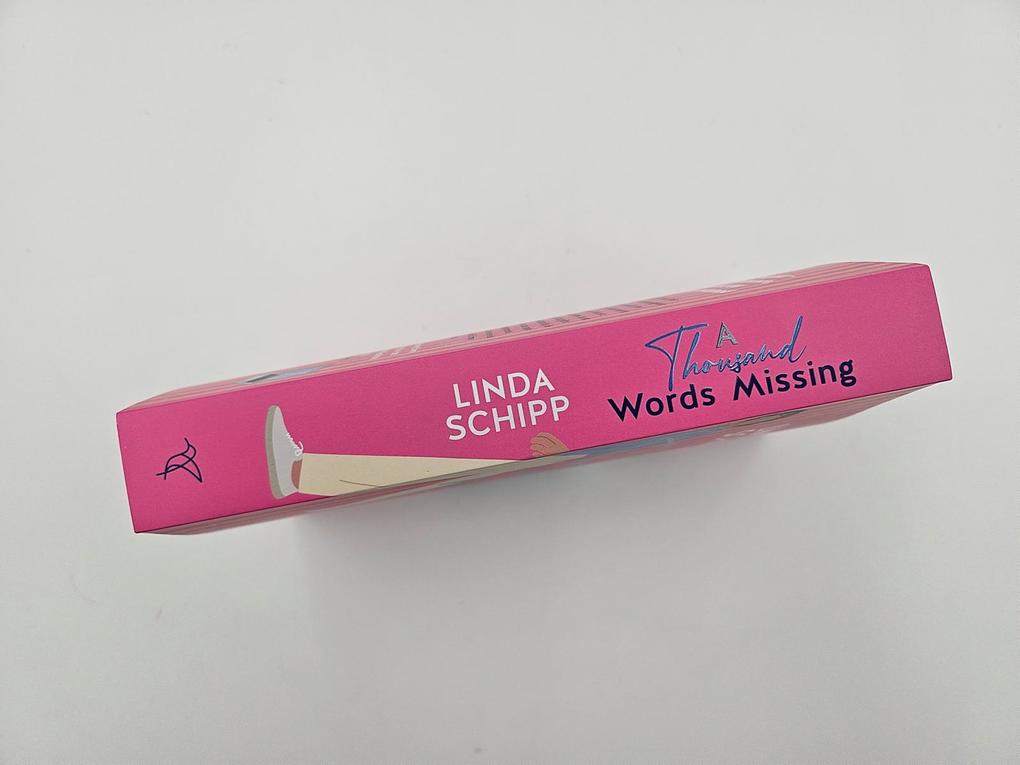 LINDA
SCHIPP
A
Thousand
Words Missing